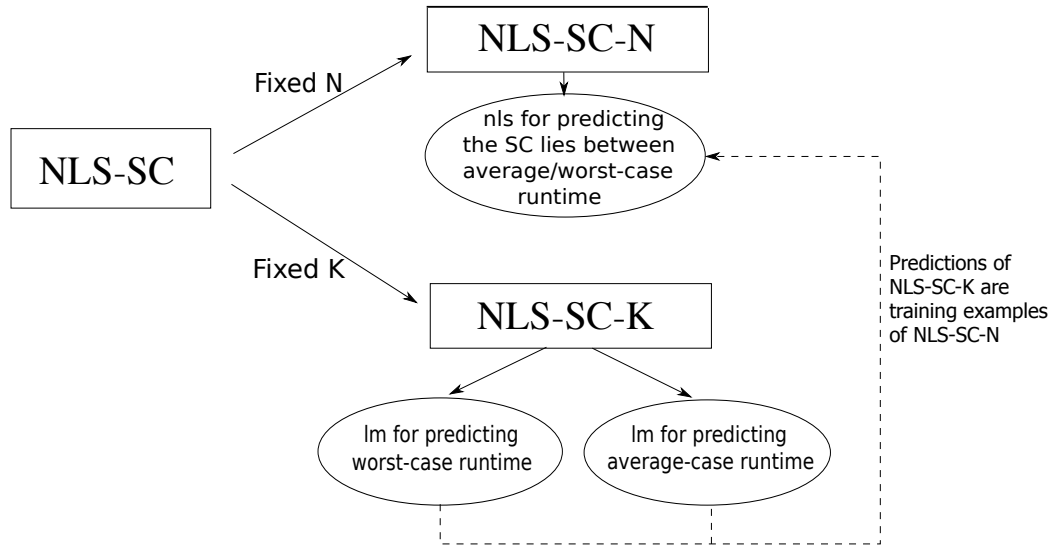 NLS-SC-N
Fixed N
nls for predicting
the SC lies between
average/worst-case
runtime
NLS-SC
Fixed K
Predictions of
NLS-SC-K are
training examples
of NLS-SC-N
NLS-SC-K
lm for predicting
worst-case runtime
lm for predicting
average-case runtime